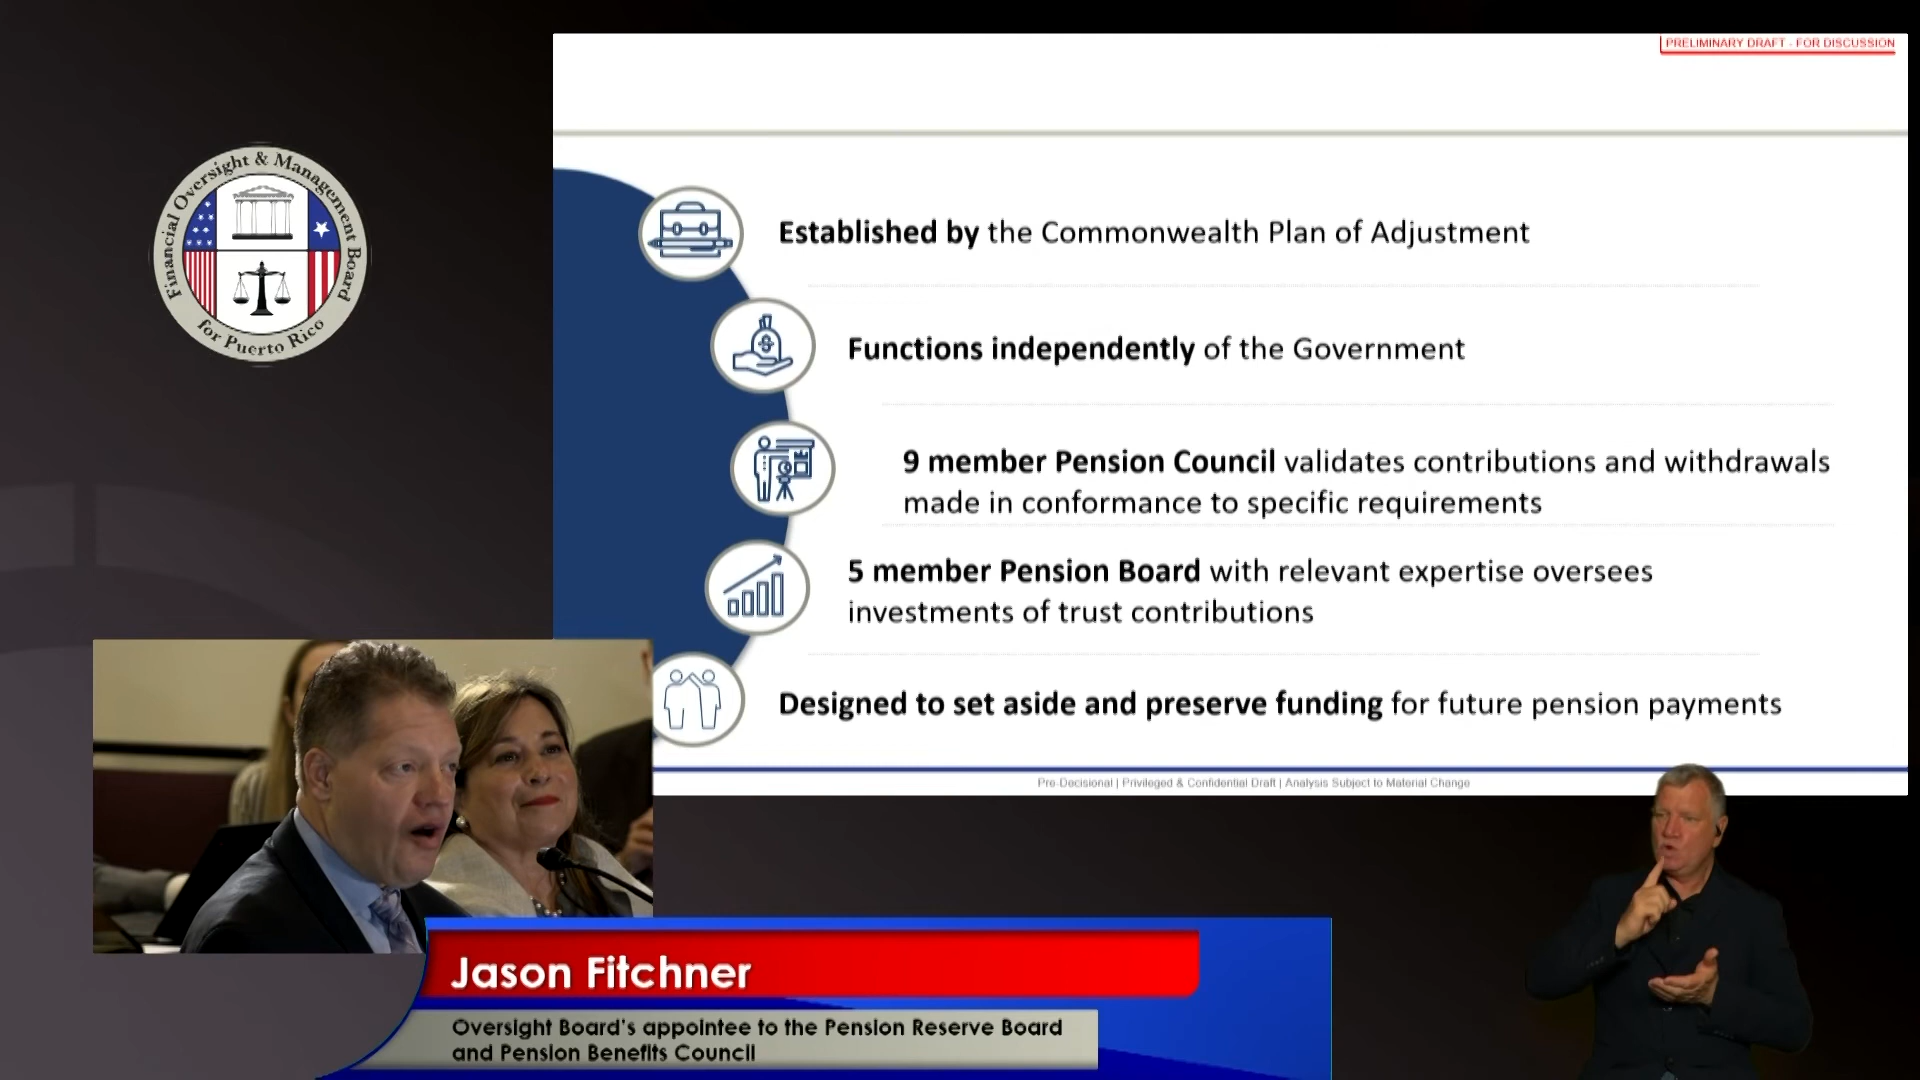 PRELIMINARY DRAFT - FOR DISCUSSION
Financial Oversight & Management Board
for Puerto Rico
Established by the Commonwealth Plan of Adjustment
Functions independently of the Government
9 member Pension Council validates contributions and withdrawals
made in conformance to specific requirements
5 member Pension Board with relevant expertise oversees
investments of trust contributions
Designed to set aside and preserve funding for future pension payments
Pre-Decisional | Privileged & Confidential Draft | Analysis Subject to Material Change
Jason Fitchner
Oversight Board's appointee to the Pension Reserve Board
and Pension Benefits Council